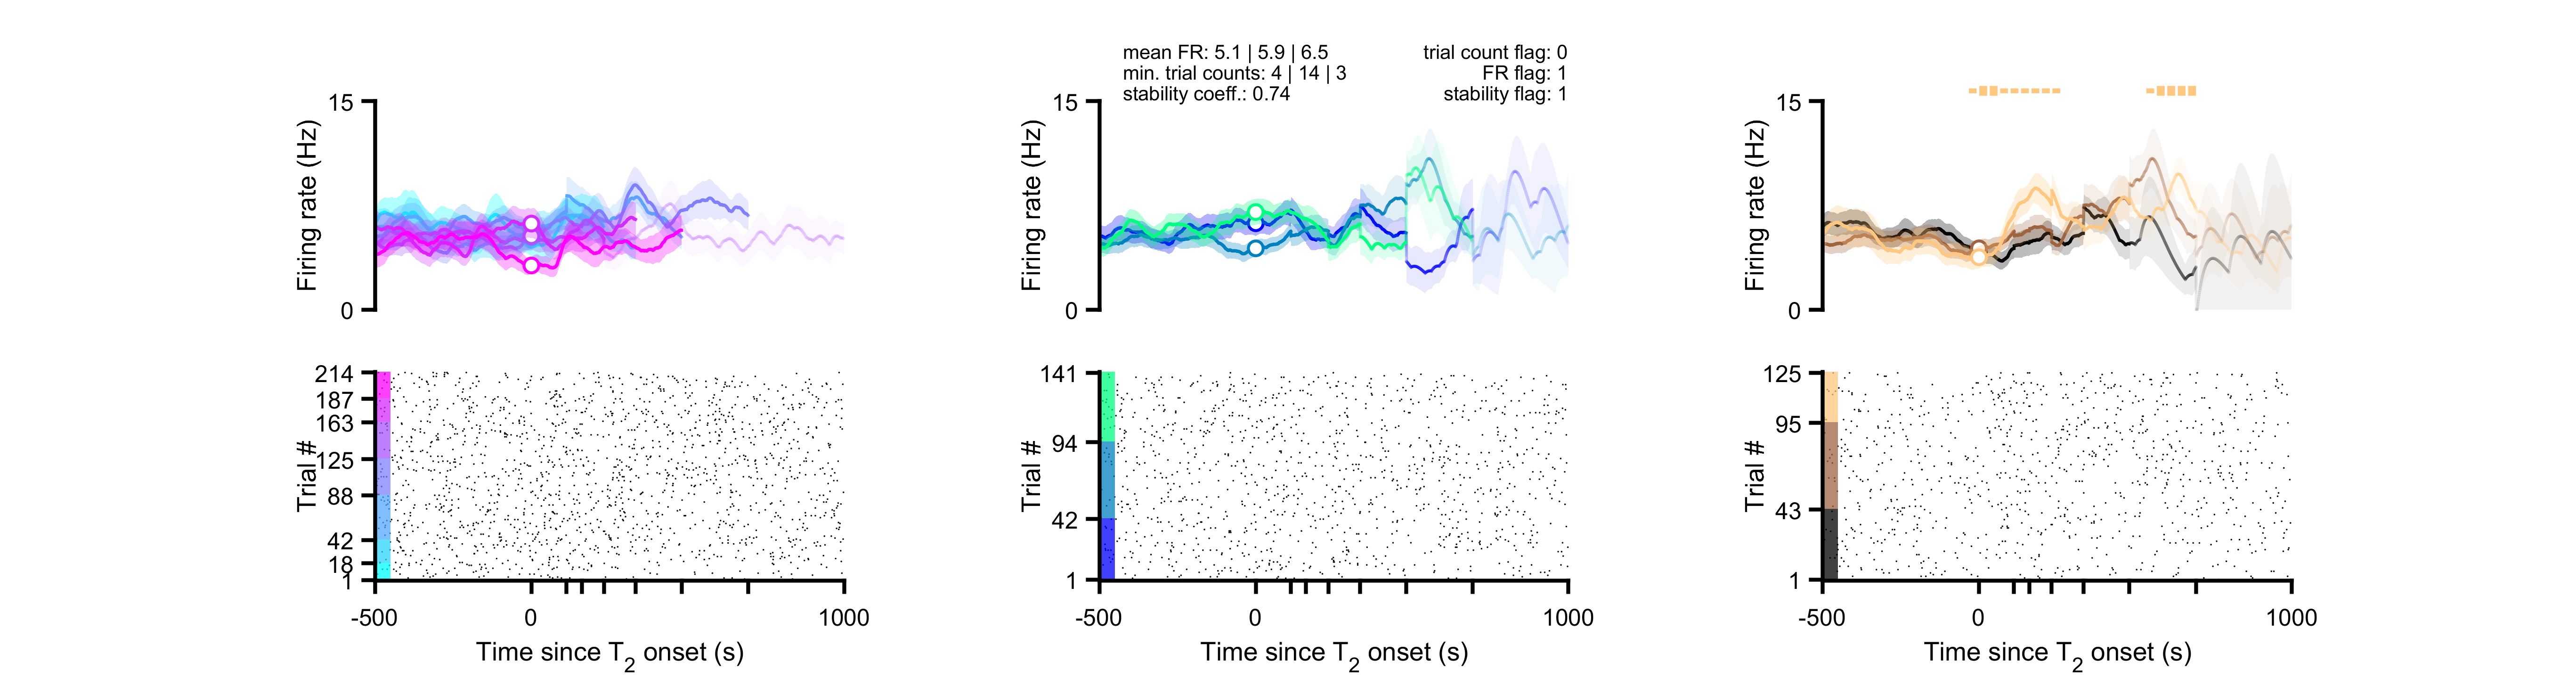 mean FR: 5.1 | 5.9 | 6.5
min. trial counts: 4 | 14 | 3
stability coeff.: 0.74
trial count flag: 0
FR flag: 1
stability flag: 1
15
Firing rate (Hz)
0
15
Firing rate (Hz)
0
15
Firing rate (Hz)
0
214
187
163
125
88
42
18
1
Trial #
-500
0
1000
Time since T2 onset (s)
141
94
42
1
Trial #
-500
0
1000
Time since T2 onset (s)
125
95
43
1
Trial #
-500
0
1000
Time since T2 onset (s)